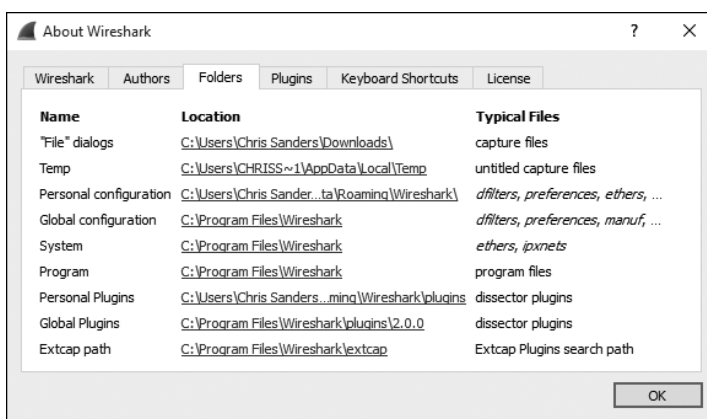 About Wireshark ? ×
Wireshark Authors Folders Plugins Keyboard Shortcuts License
Name Location Typical Files
"File" dialogs C:\Users\Chris Sanders\Downloads\ capture files
Temp C:\Users\CHRISS~1\AppData\Local\Temp untitled capture files
Personal configuration C:\Users\Chris Sander...ta\Roaming\Wireshark\ dfilters, preferences, ethers, ...
Global configuration C:\Program Files\Wireshark dfilters, preferences, manuf, ...
System C:\Program Files\Wireshark ethers, ipxnets
Program C:\Program Files\Wireshark program files
Personal Plugins C:\Users\Chris Sanders...ming\Wireshark\plugins dissector plugins
Global Plugins C:\Program Files\Wireshark\plugins\2.0.0 dissector plugins
Extcap path C:\Program Files\Wireshark\extcap Extcap Plugins search path
OK